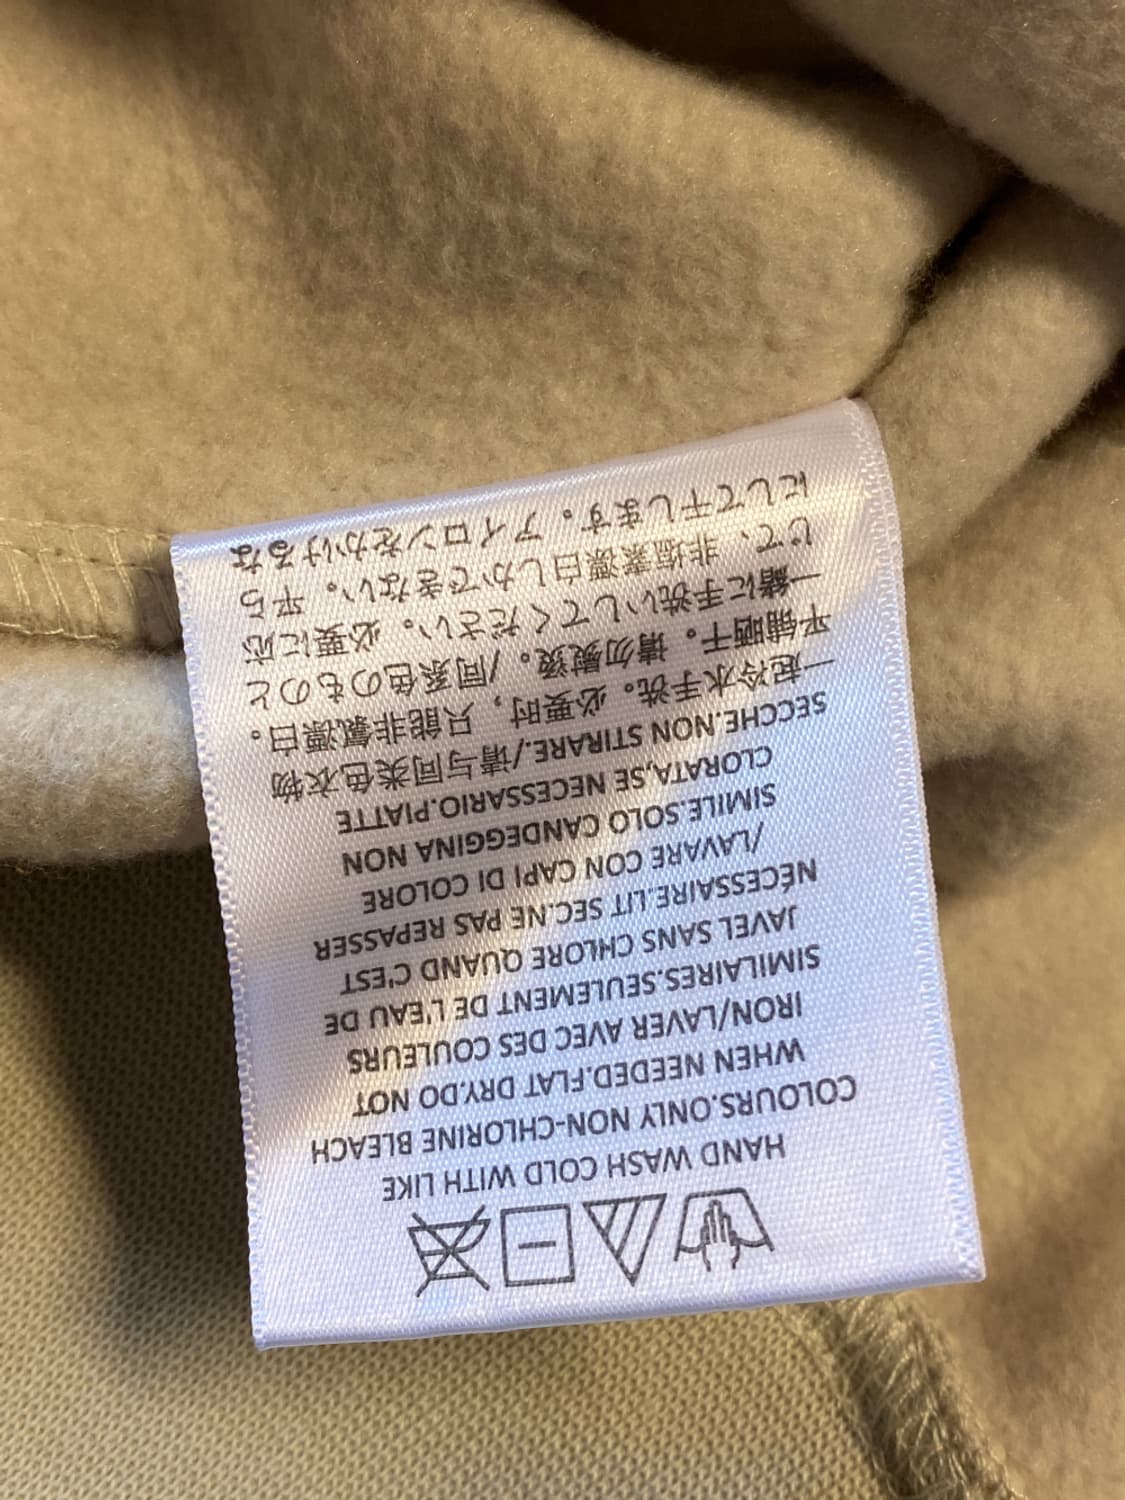 HAND WASH COLD WITH LIKE
COLOURS.ONLY NON-CHLORINE BLEACH
WHEN NEEDED.FLAT DRY.DO NOT
IRON/LAVER AVEC DES COULEURS
SIMILAIRES.SEULEMENT DE L'EAU DE
JAVEL SANS CHLORE QUAND C'EST
NÉCESSAIRE.LIT SEC.NE PAS REPASSER
/LAVARE CON CAPI DI COLORE
SIMILE.SOLO CANDEGGINA NON
CLORATA,SE NECESSARIO.PIATTE
SECCHE.NON STIRARE./请与同类色衣物
一起冷水手洗。必要时，只能非氯漂白。
平铺晒干。请勿熨烫。/同系色のものと
一緒に手洗いしてください。必要に応
じて、非塩素漂白しかできない。平ら
にして干します。アイロンをかけるな